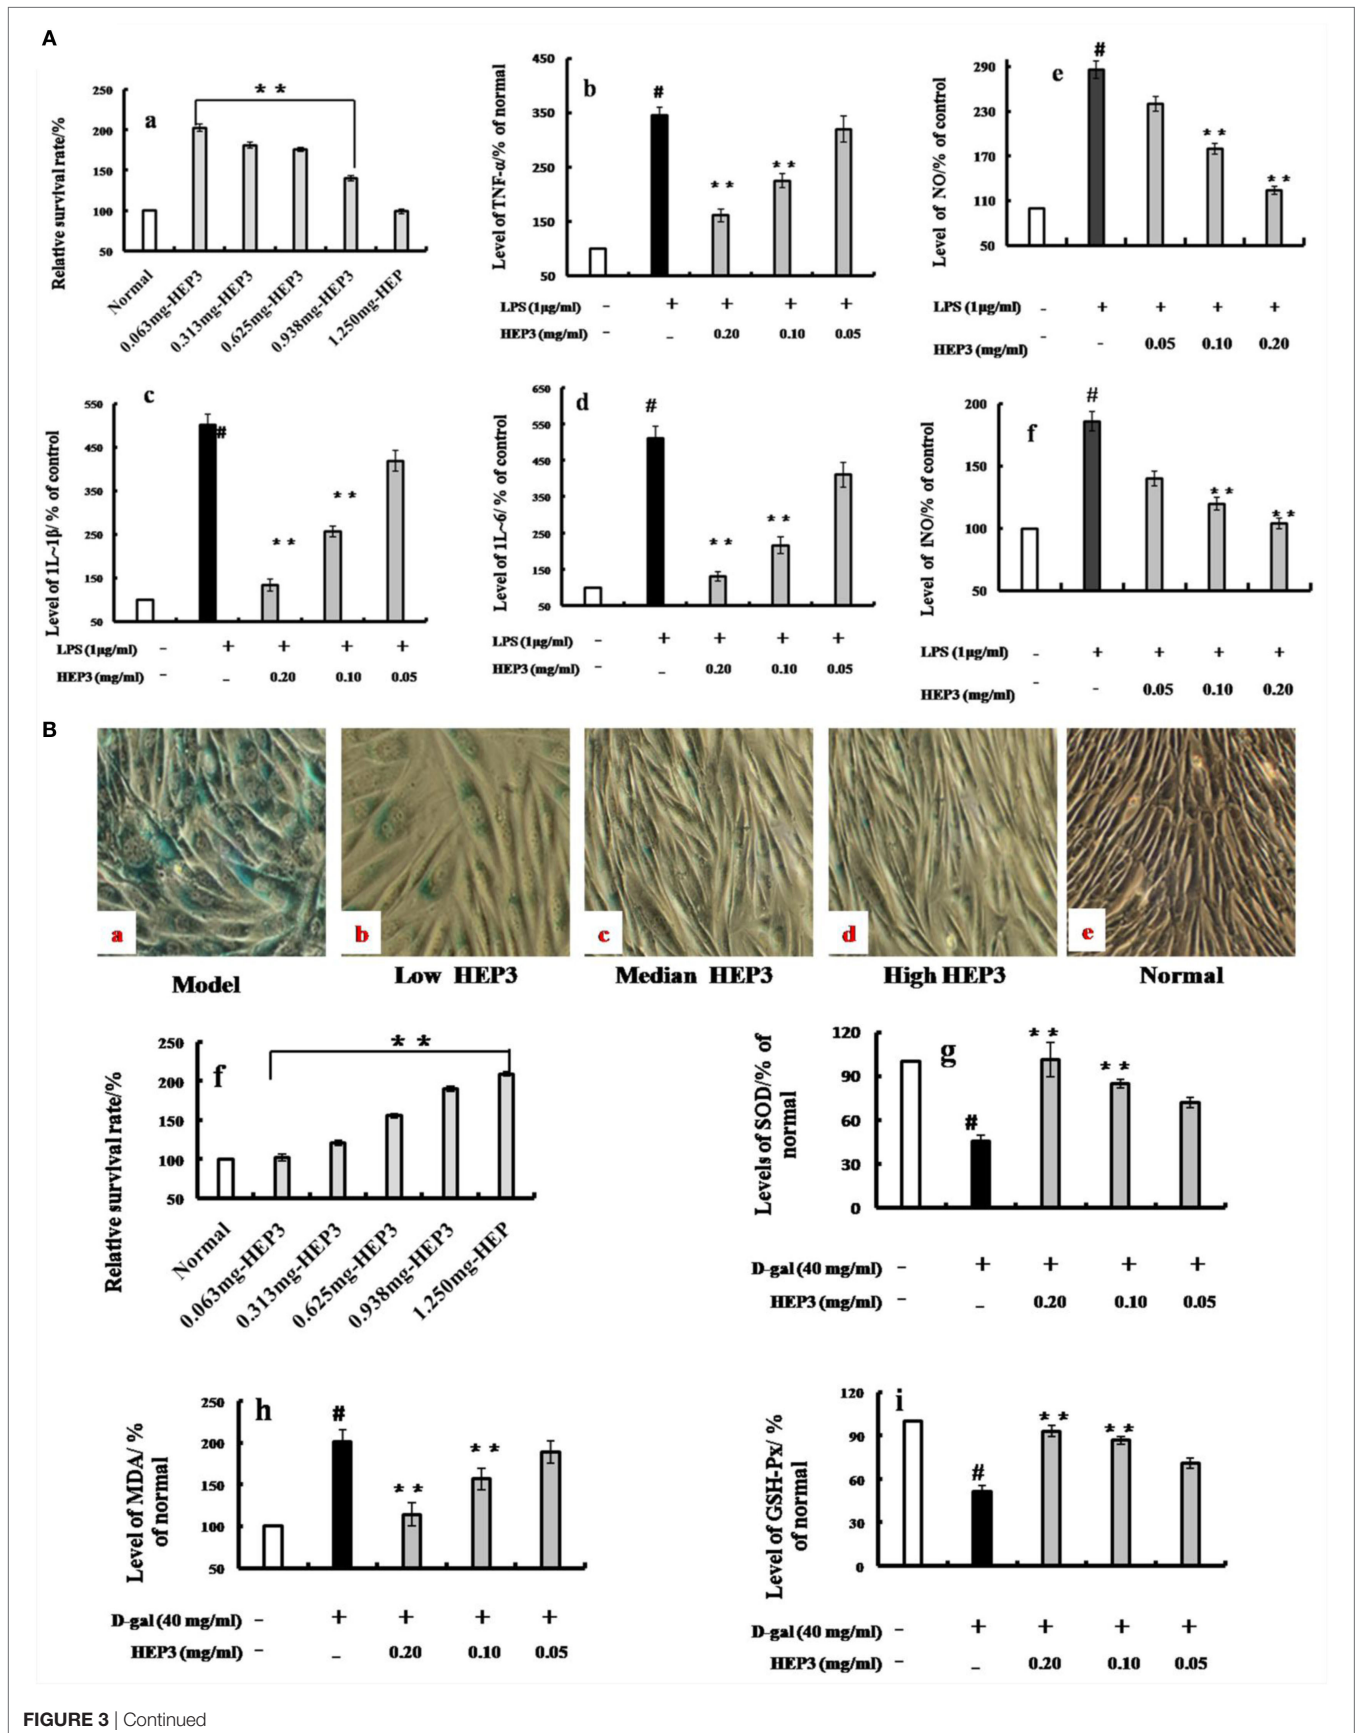 A
a
Relative survival rate/%
250
200
150
100
50
* *
Normal
0.063mg-HEP3
0.313mg-HEP3
0.625mg-HEP3
0.938mg-HEP3
1.250mg-HEP
b
Level of TNF-α/% of normal
450
350
250
150
50
#
* *
* *
LPS (1μg/ml) – + + + +
HEP3 (mg/ml) – – 0.20 0.10 0.05
e
Level of NO/% of control
290
230
170
110
50
#
* *
* *
LPS (1μg/ml) – + + + +
HEP3 (mg/ml) – – 0.05 0.10 0.20
c
Level of 1L~1β/ % of control
550
450
350
250
150
50
#
* *
* *
LPS (1μg/ml) – + + + +
HEP3 (mg/ml) – – 0.20 0.10 0.05
d
Level of 1L~6/ % of control
650
550
450
350
250
150
50
#
* *
* *
LPS (1μg/ml) – + + + +
HEP3 (mg/ml) – – 0.20 0.10 0.05
f
Level of iNO/% of control
200
150
100
50
#
* *
* *
LPS (1μg/ml) – + + + +
HEP3 (mg/ml) – – 0.05 0.10 0.20
B
a
b
c
d
e
Model
Low HEP3
Median HEP3
High HEP3
Normal
f
Relative survival rate/%
250
200
150
100
50
* *
Normal
0.063mg-HEP3
0.313mg-HEP3
0.625mg-HEP3
0.938mg-HEP3
1.250mg-HEP
g
Levels of SOD/% of
normal
120
90
60
30
0
#
* *
* *
D-gal (40 mg/ml) – + + + +
HEP3 (mg/ml) – – 0.20 0.10 0.05
h
Level of MDA/ %
of normal
250
200
150
100
50
#
* *
* *
D-gal (40 mg/ml) – + + + +
HEP3 (mg/ml) – – 0.20 0.10 0.05
i
Level of GSH-Px/ %
of normal
120
90
60
30
0
#
* *
* *
D-gal (40 mg/ml) – + + + +
HEP3 (mg/ml) – – 0.20 0.10 0.05
FIGURE 3 | Continued